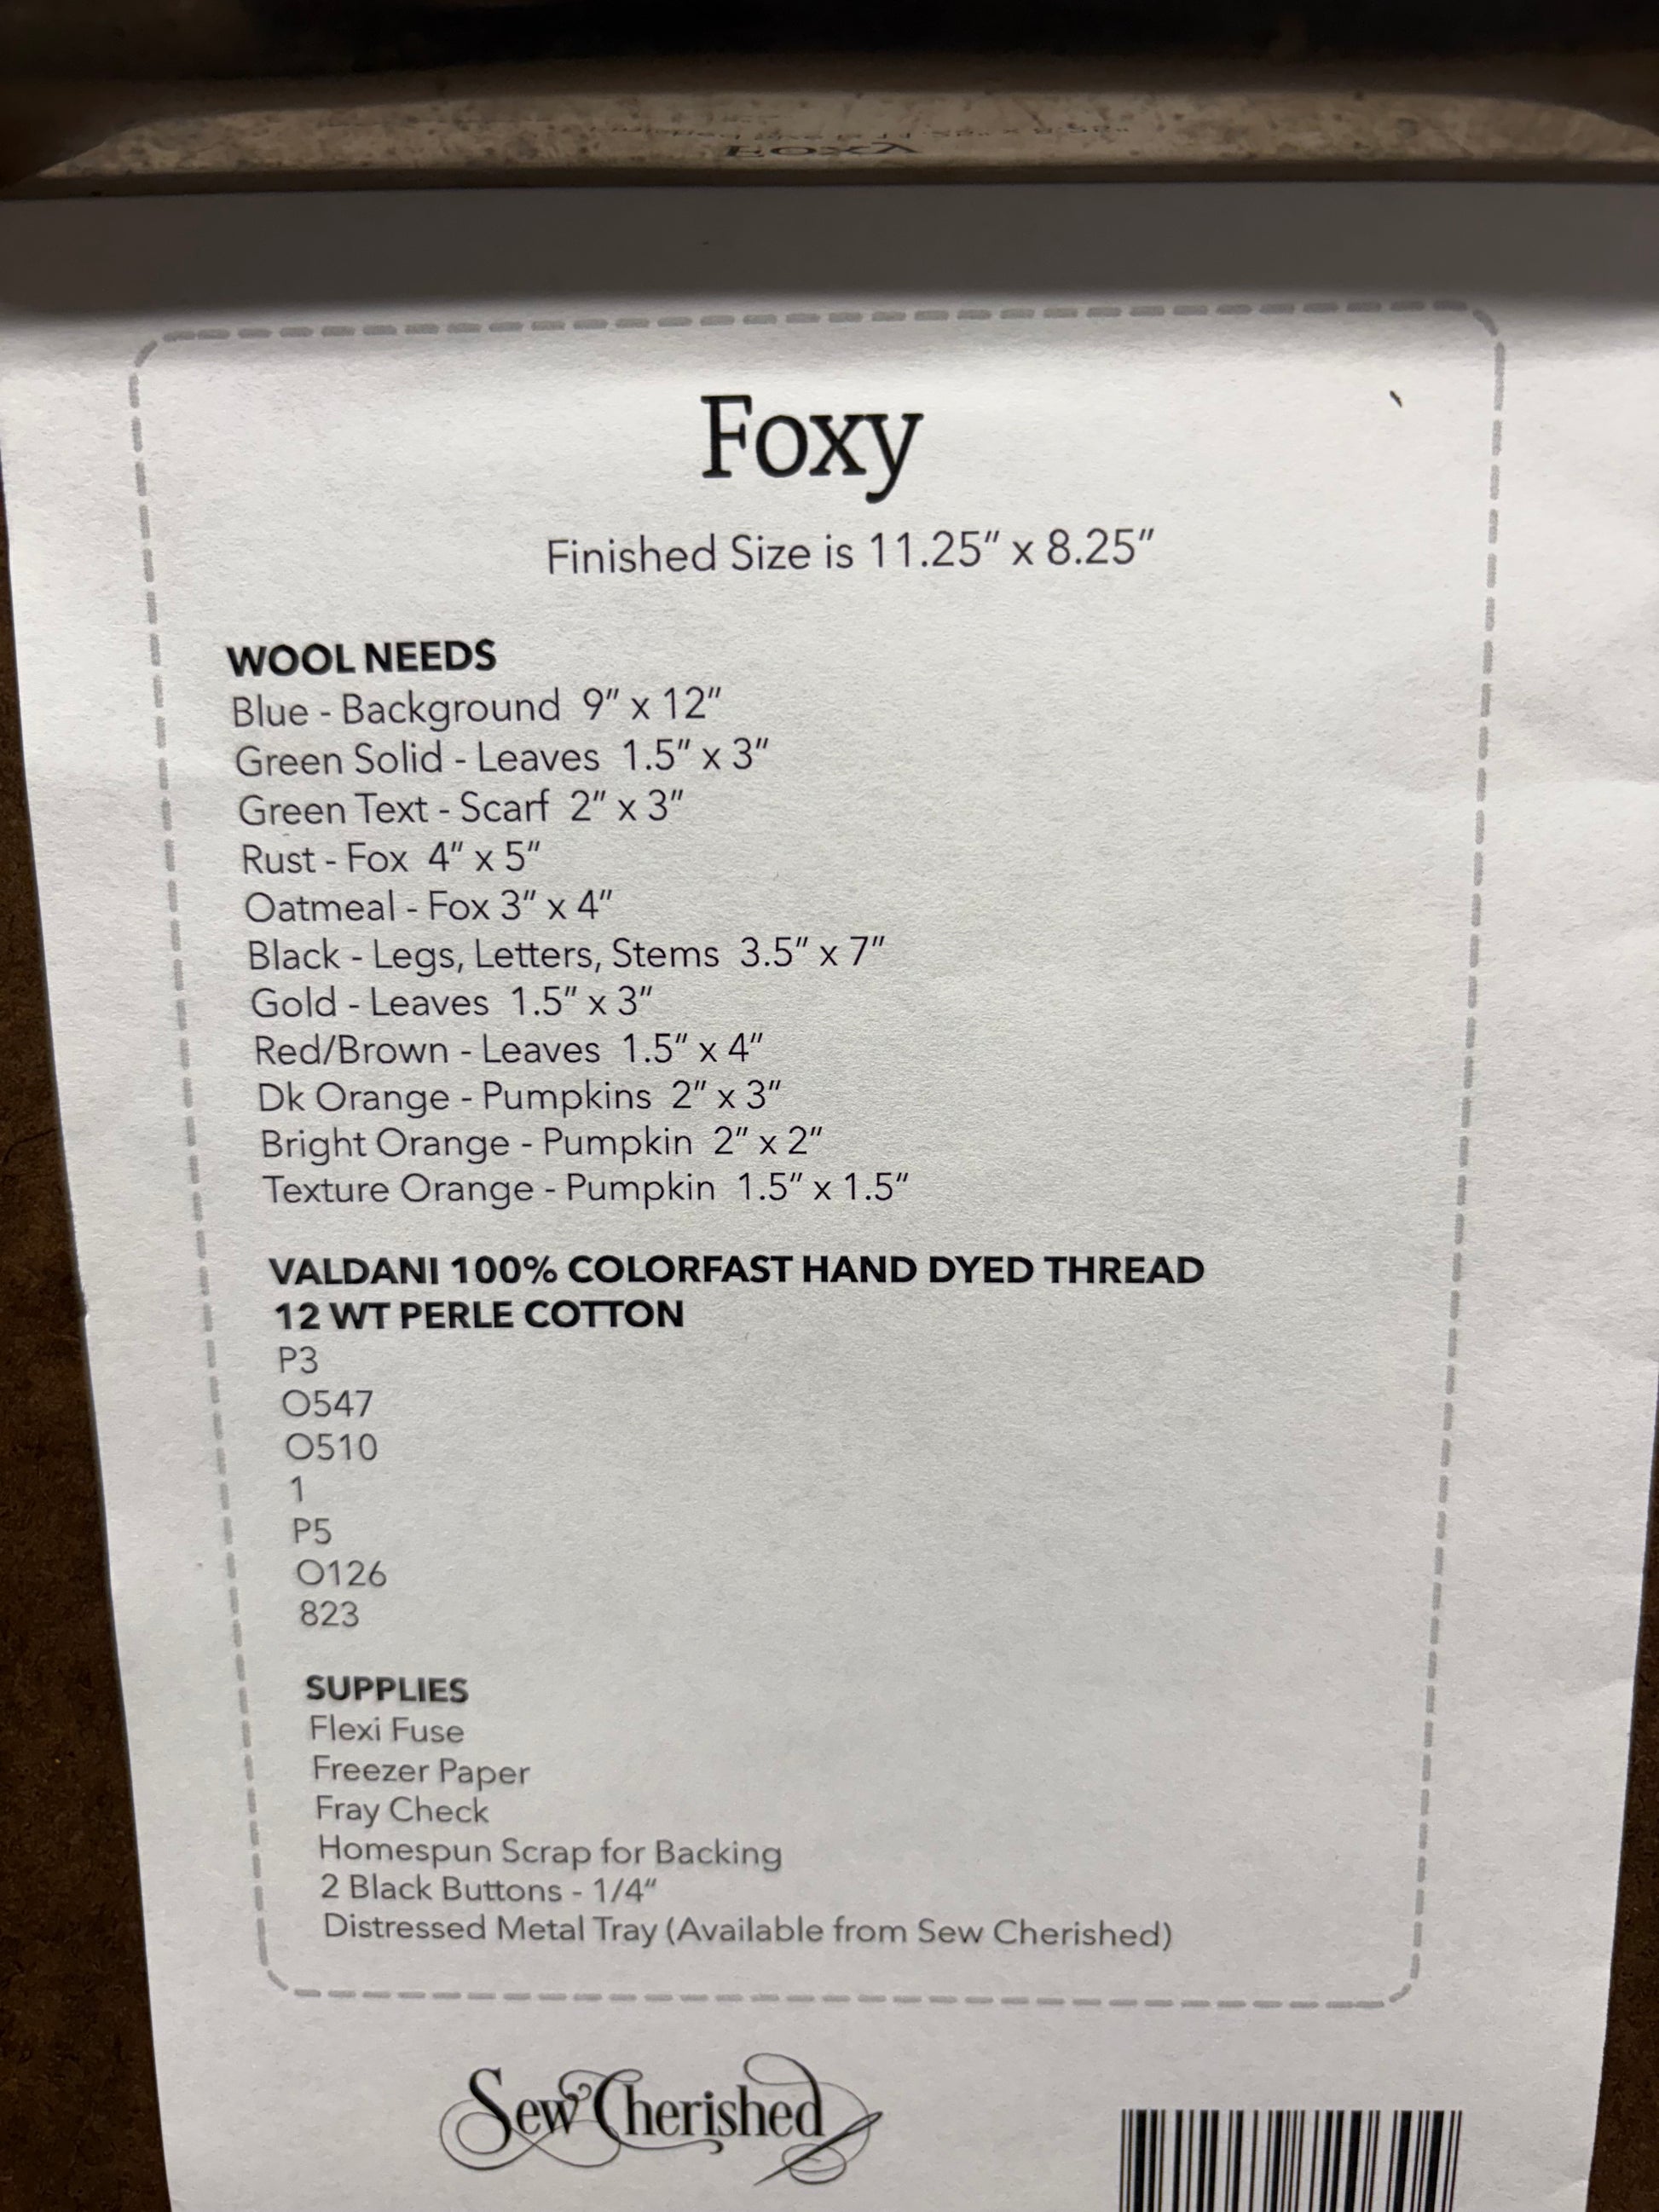 Foxy
Finished Size is 11.25” x 8.25”
WOOL NEEDS
Blue - Background 9” x 12”
Green Solid - Leaves 1.5” x 3”
Green Text - Scarf 2” x 3”
Rust - Fox 4” x 5”
Oatmeal - Fox 3” x 4”
Black - Legs, Letters, Stems 3.5” x 7”
Gold - Leaves 1.5” x 3”
Red/Brown - Leaves 1.5” x 4”
Dk Orange - Pumpkins 2” x 3”
Bright Orange - Pumpkin 2” x 2”
Texture Orange - Pumpkin 1.5” x 1.5”
VALDANI 100% COLORFAST HAND DYED THREAD
12 WT PERLE COTTON
P3
O547
O510
1
P5
O126
823
SUPPLIES
Flexi Fuse
Freezer Paper
Fray Check
Homespun Scrap for Backing
2 Black Buttons - 1/4“
Distressed Metal Tray (Available from Sew Cherished)
Sew Cherished